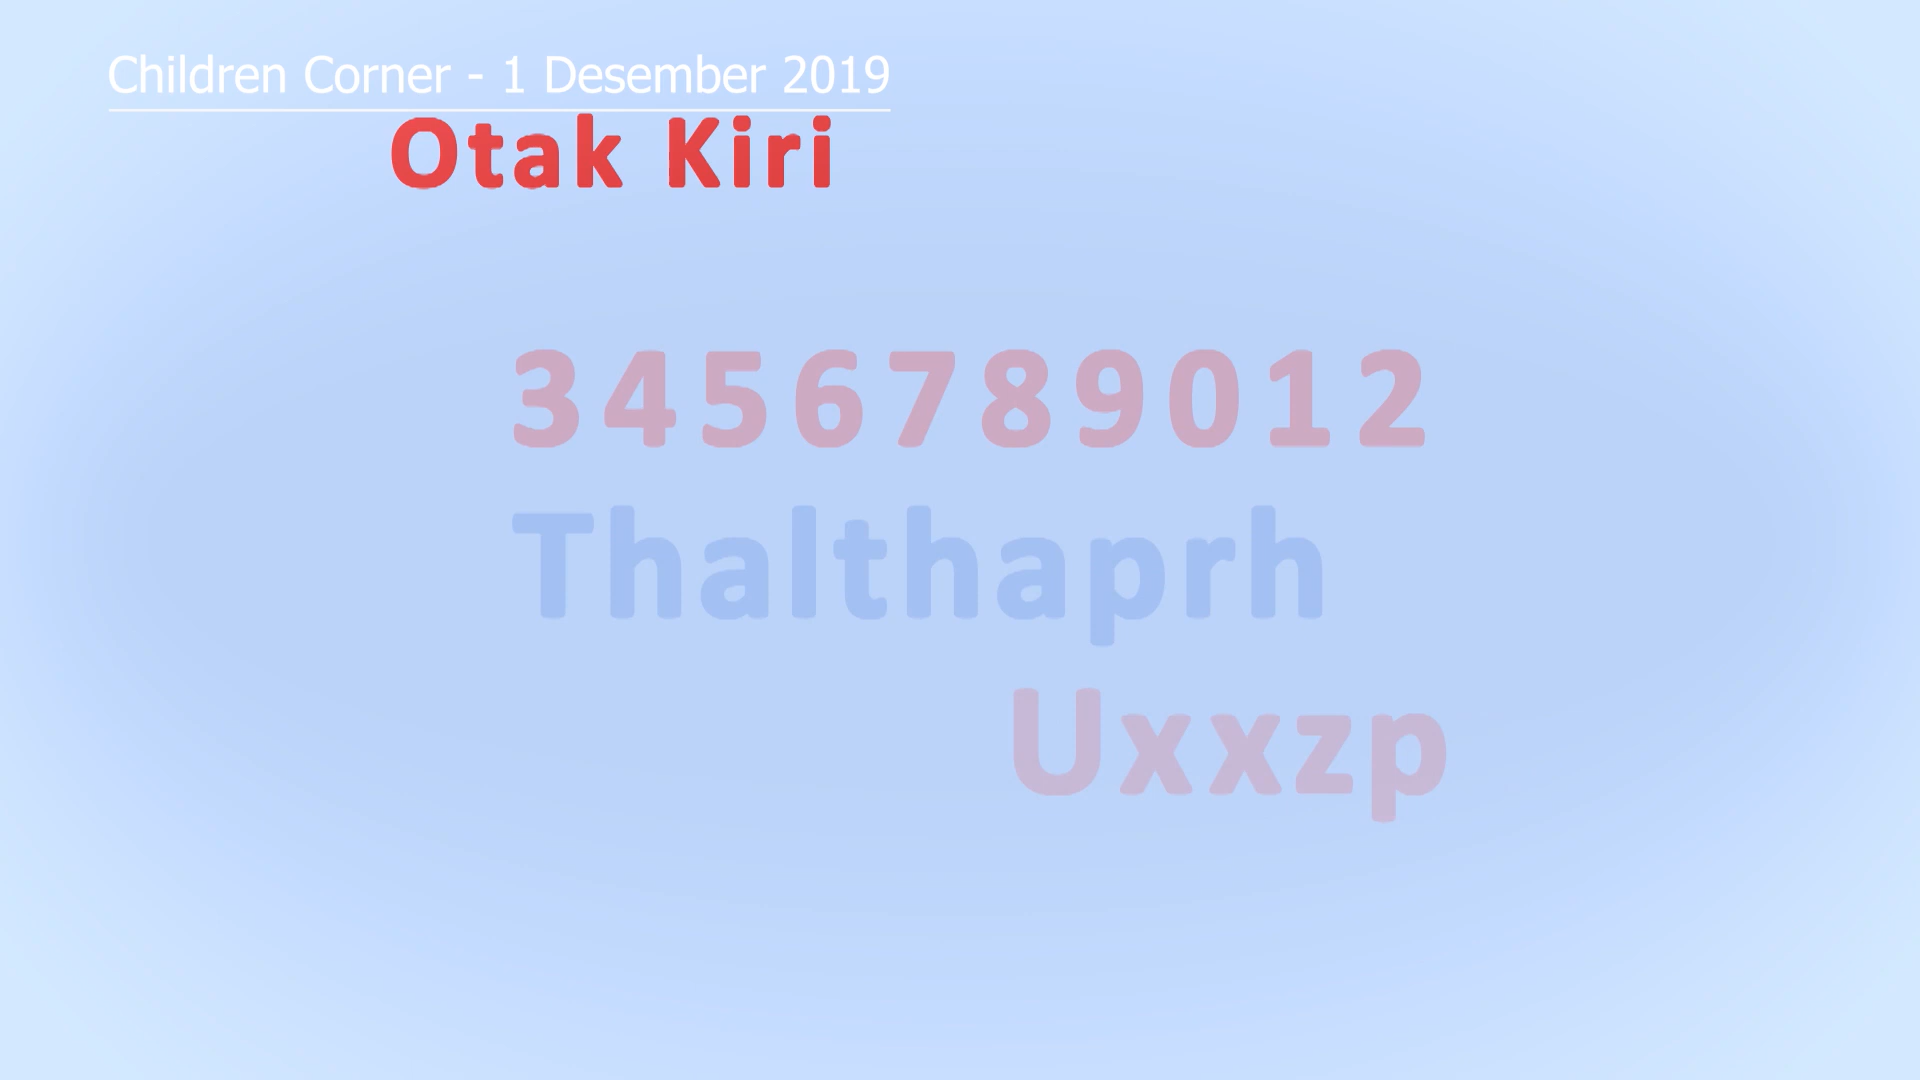 Children Corner - 1 Desember 2019
Otak Kiri
3456789012
Thalthaprh
Uxxzp